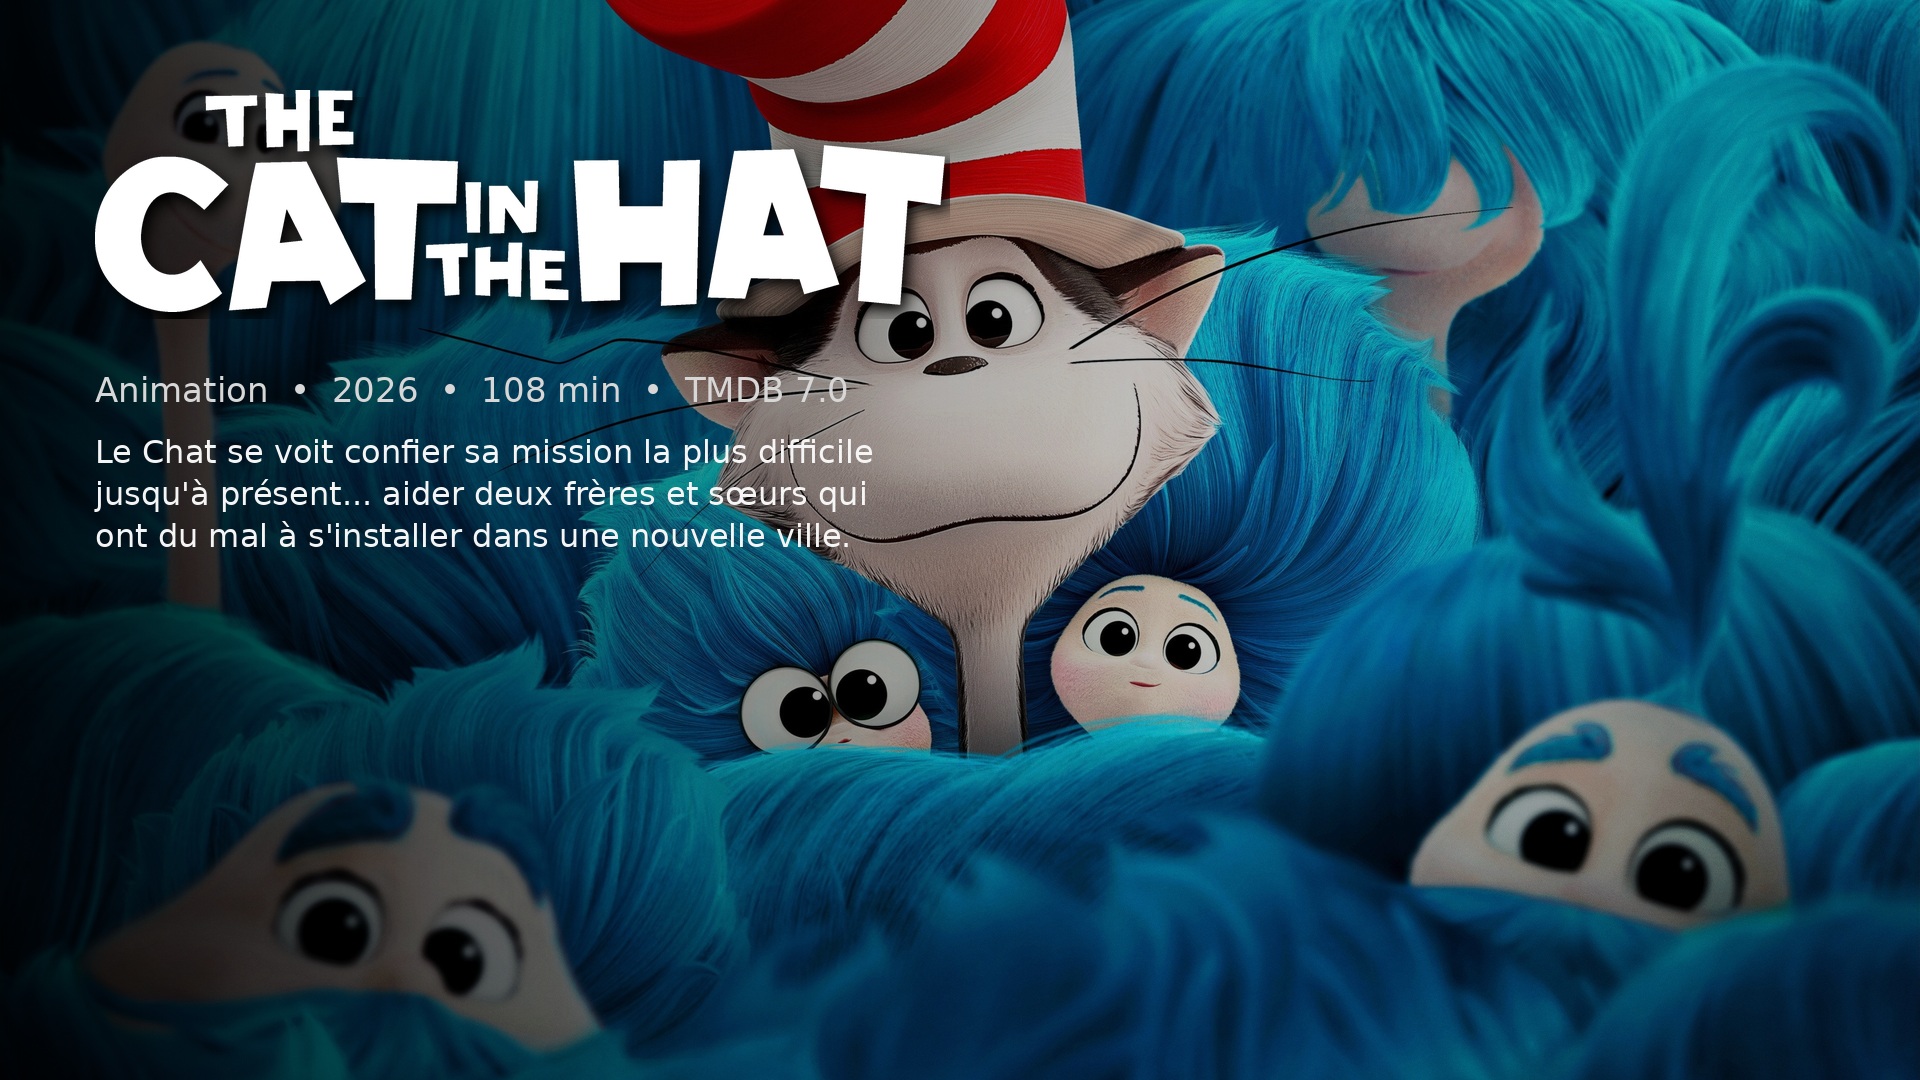 THE
CAT IN THE HAT
Animation • 2026 • 108 min • TMDB 7.0
Le Chat se voit confier sa mission la plus difficile
jusqu'à présent... aider deux frères et sœurs qui
ont du mal à s'installer dans une nouvelle ville.